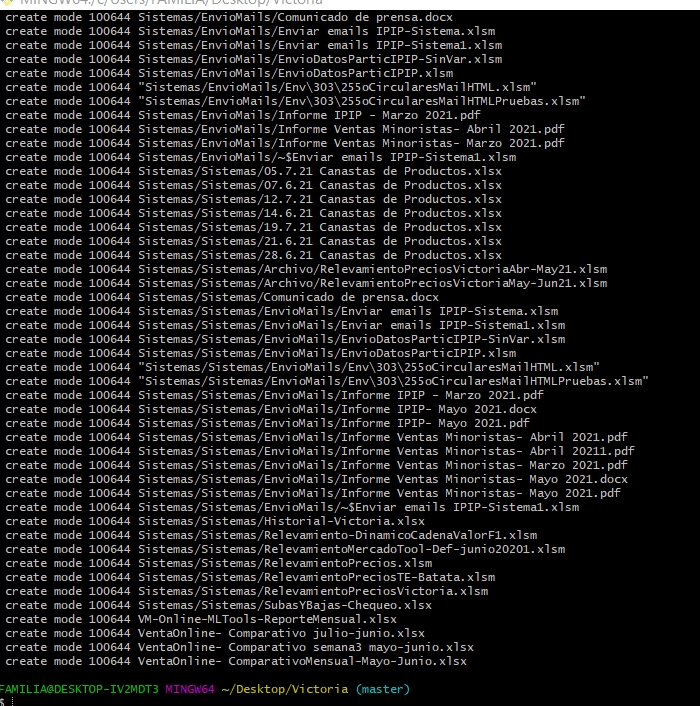 MINGW64:/c/Users/FAMILIA/Desktop/Victoria
create mode 100644 Sistemas/EnvioMails/Comunicado de prensa.docx
create mode 100644 Sistemas/EnvioMails/Enviar emails IPIP-Sistema.xlsm
create mode 100644 Sistemas/EnvioMails/Enviar emails IPIP-Sistema1.xlsm
create mode 100644 Sistemas/EnvioMails/EnvioDatosParticIPIP-SinVar.xlsm
create mode 100644 Sistemas/EnvioMails/EnvioDatosParticIPIP.xlsm
create mode 100644 "Sistemas/EnvioMails/Env\303\255oCircularesMailHTML.xlsm"
create mode 100644 "Sistemas/EnvioMails/Env\303\255oCircularesMailHTMLPruebas.xlsm"
create mode 100644 Sistemas/EnvioMails/Informe IPIP - Marzo 2021.pdf
create mode 100644 Sistemas/EnvioMails/Informe Ventas Minoristas- Abril 2021.pdf
create mode 100644 Sistemas/EnvioMails/Informe Ventas Minoristas- Marzo 2021.pdf
create mode 100644 Sistemas/EnvioMails/~$Enviar emails IPIP-Sistema1.xlsm
create mode 100644 Sistemas/Sistemas/05.7.21 Canastas de Productos.xlsx
create mode 100644 Sistemas/Sistemas/07.6.21 Canastas de Productos.xlsx
create mode 100644 Sistemas/Sistemas/12.7.21 Canastas de Productos.xlsx
create mode 100644 Sistemas/Sistemas/14.6.21 Canastas de Productos.xlsx
create mode 100644 Sistemas/Sistemas/19.7.21 Canastas de Productos.xlsx
create mode 100644 Sistemas/Sistemas/21.6.21 Canastas de Productos.xlsx
create mode 100644 Sistemas/Sistemas/28.6.21 Canastas de Productos.xlsx
create mode 100644 Sistemas/Sistemas/Archivo/RelevamientoPreciosVictoriaAbr-May21.xlsm
create mode 100644 Sistemas/Sistemas/Archivo/RelevamientoPreciosVictoriaMay-Jun21.xlsm
create mode 100644 Sistemas/Sistemas/Comunicado de prensa.docx
create mode 100644 Sistemas/Sistemas/EnvioMails/Enviar emails IPIP-Sistema.xlsm
create mode 100644 Sistemas/Sistemas/EnvioMails/Enviar emails IPIP-Sistema1.xlsm
create mode 100644 Sistemas/Sistemas/EnvioMails/EnvioDatosParticIPIP-SinVar.xlsm
create mode 100644 Sistemas/Sistemas/EnvioMails/EnvioDatosParticIPIP.xlsm
create mode 100644 "Sistemas/Sistemas/EnvioMails/Env\303\255oCircularesMailHTML.xlsm"
create mode 100644 "Sistemas/Sistemas/EnvioMails/Env\303\255oCircularesMailHTMLPruebas.xlsm"
create mode 100644 Sistemas/Sistemas/EnvioMails/Informe IPIP - Marzo 2021.pdf
create mode 100644 Sistemas/Sistemas/EnvioMails/Informe IPIP- Mayo 2021.docx
create mode 100644 Sistemas/Sistemas/EnvioMails/Informe IPIP- Mayo 2021.pdf
create mode 100644 Sistemas/Sistemas/EnvioMails/Informe Ventas Minoristas- Abril 2021.pdf
create mode 100644 Sistemas/Sistemas/EnvioMails/Informe Ventas Minoristas- Abril 20211.pdf
create mode 100644 Sistemas/Sistemas/EnvioMails/Informe Ventas Minoristas- Marzo 2021.pdf
create mode 100644 Sistemas/Sistemas/EnvioMails/Informe Ventas Minoristas- Mayo 2021.docx
create mode 100644 Sistemas/Sistemas/EnvioMails/Informe Ventas Minoristas- Mayo 2021.pdf
create mode 100644 Sistemas/Sistemas/EnvioMails/~$Enviar emails IPIP-Sistema1.xlsm
create mode 100644 Sistemas/Sistemas/Historial-Victoria.xlsx
create mode 100644 Sistemas/Sistemas/Relevamiento-DinamicoCadenaValorF1.xlsm
create mode 100644 Sistemas/Sistemas/RelevamientoMercadoTool-Def-junio20201.xlsm
create mode 100644 Sistemas/Sistemas/RelevamientoPrecios.xlsm
create mode 100644 Sistemas/Sistemas/RelevamientoPreciosTE-Batata.xlsm
create mode 100644 Sistemas/Sistemas/RelevamientoPreciosVictoria.xlsm
create mode 100644 Sistemas/Sistemas/SubasYBajas-Chequeo.xlsx
create mode 100644 VM-Online-MLTools-ReporteMensual.xlsx
create mode 100644 VentaOnline- Comparativo julio-junio.xlsx
create mode 100644 VentaOnline- Comparativo semana3 mayo-junio.xlsx
create mode 100644 VentaOnline- ComparativoMensual-Mayo-Junio.xlsx
FAMILIA@DESKTOP-IV2MDT3 MINGW64 ~/Desktop/Victoria (master)
$